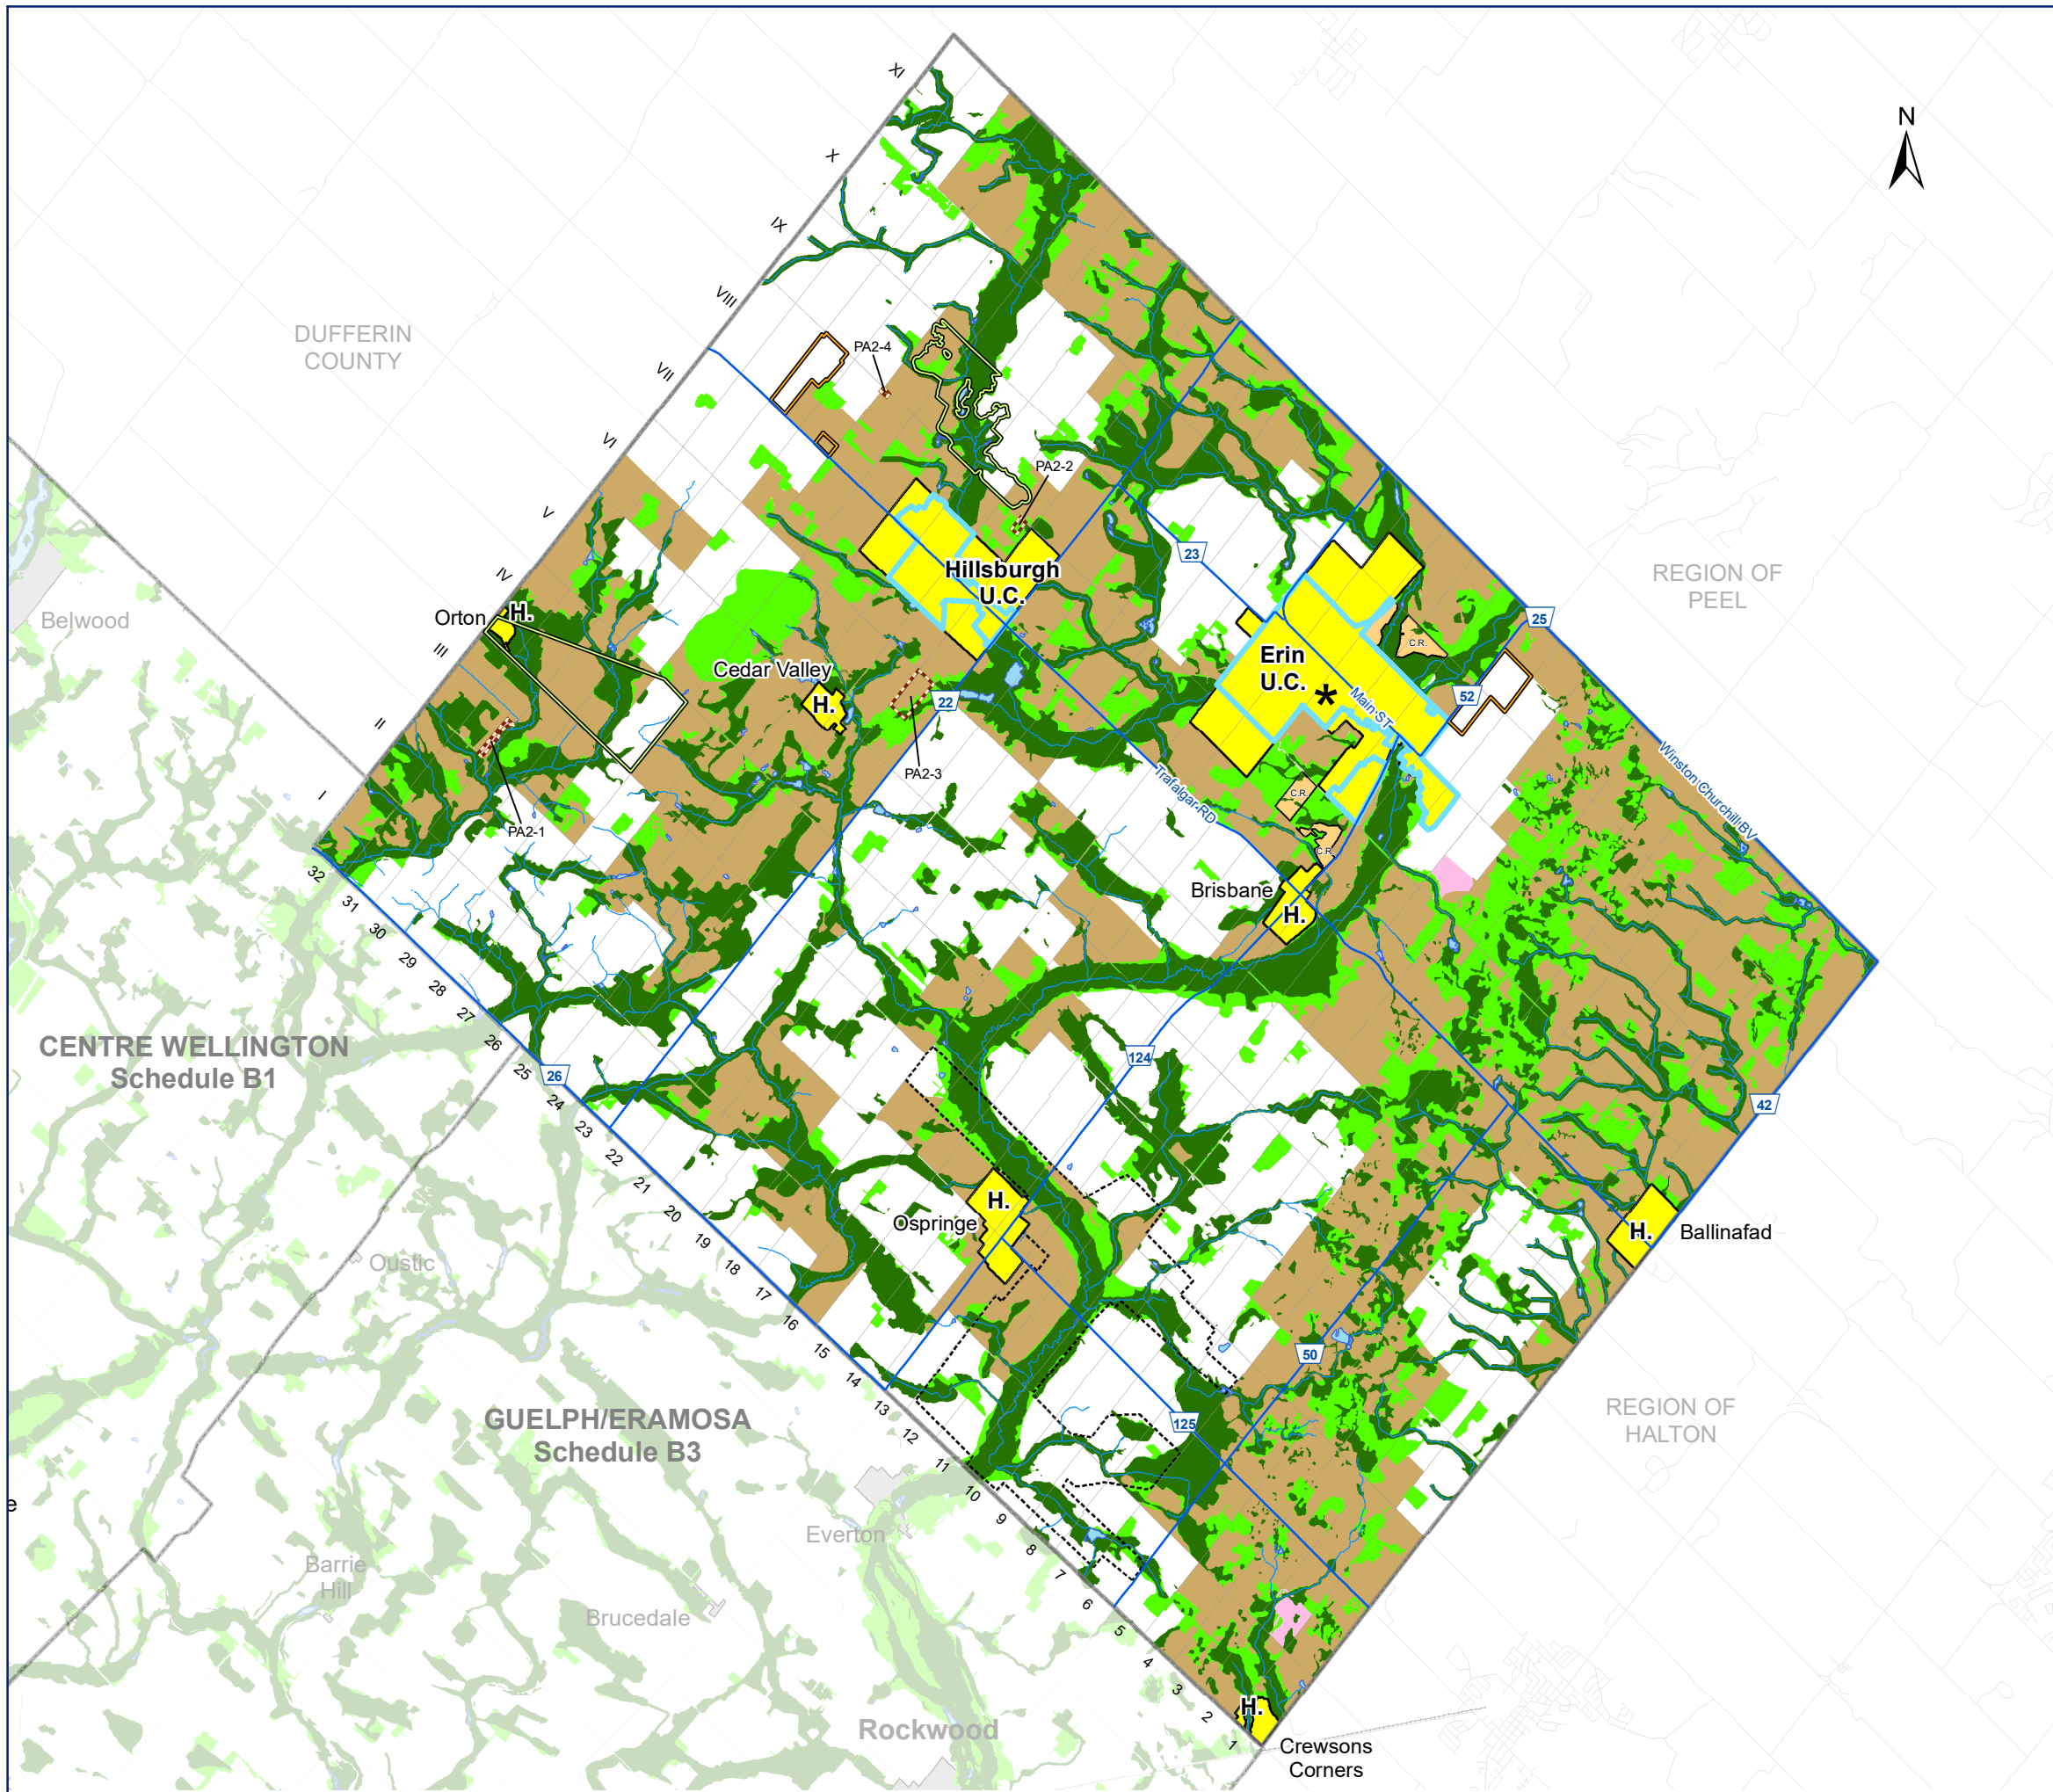 N
XI
X
IX
VIII
VII
VI
V
IV
III
II
I
DUFFERIN
COUNTY
PA2-4
PA2-2
23
Hillsburgh
U.C.
REGION OF
PEEL
Belwood
Orton
H.
25
C.R.
Erin
U.C.
*
Cedar Valley
H.
22
Main ST
52
PA2-3
Winston Churchill BV
Trafalgar RD
C.R.
PA2-1
C.R.
Brisbane
H.
32
31
30
29
28
27
26
25
24
23
22
21
20
19
18
17
16
15
14
13
12
11
10
9
8
7
6
5
4
3
2
1
CENTRE WELLINGTON
Schedule B1
26
124
42
H.
Ospringe
H.
Ballinafad
Oustic
50
GUELPH/ERAMOSA
Schedule B3
125
REGION OF
HALTON
e
Everton
Barrie
Hill
Brucedale
Rockwood
H.
Crewsons
Corners